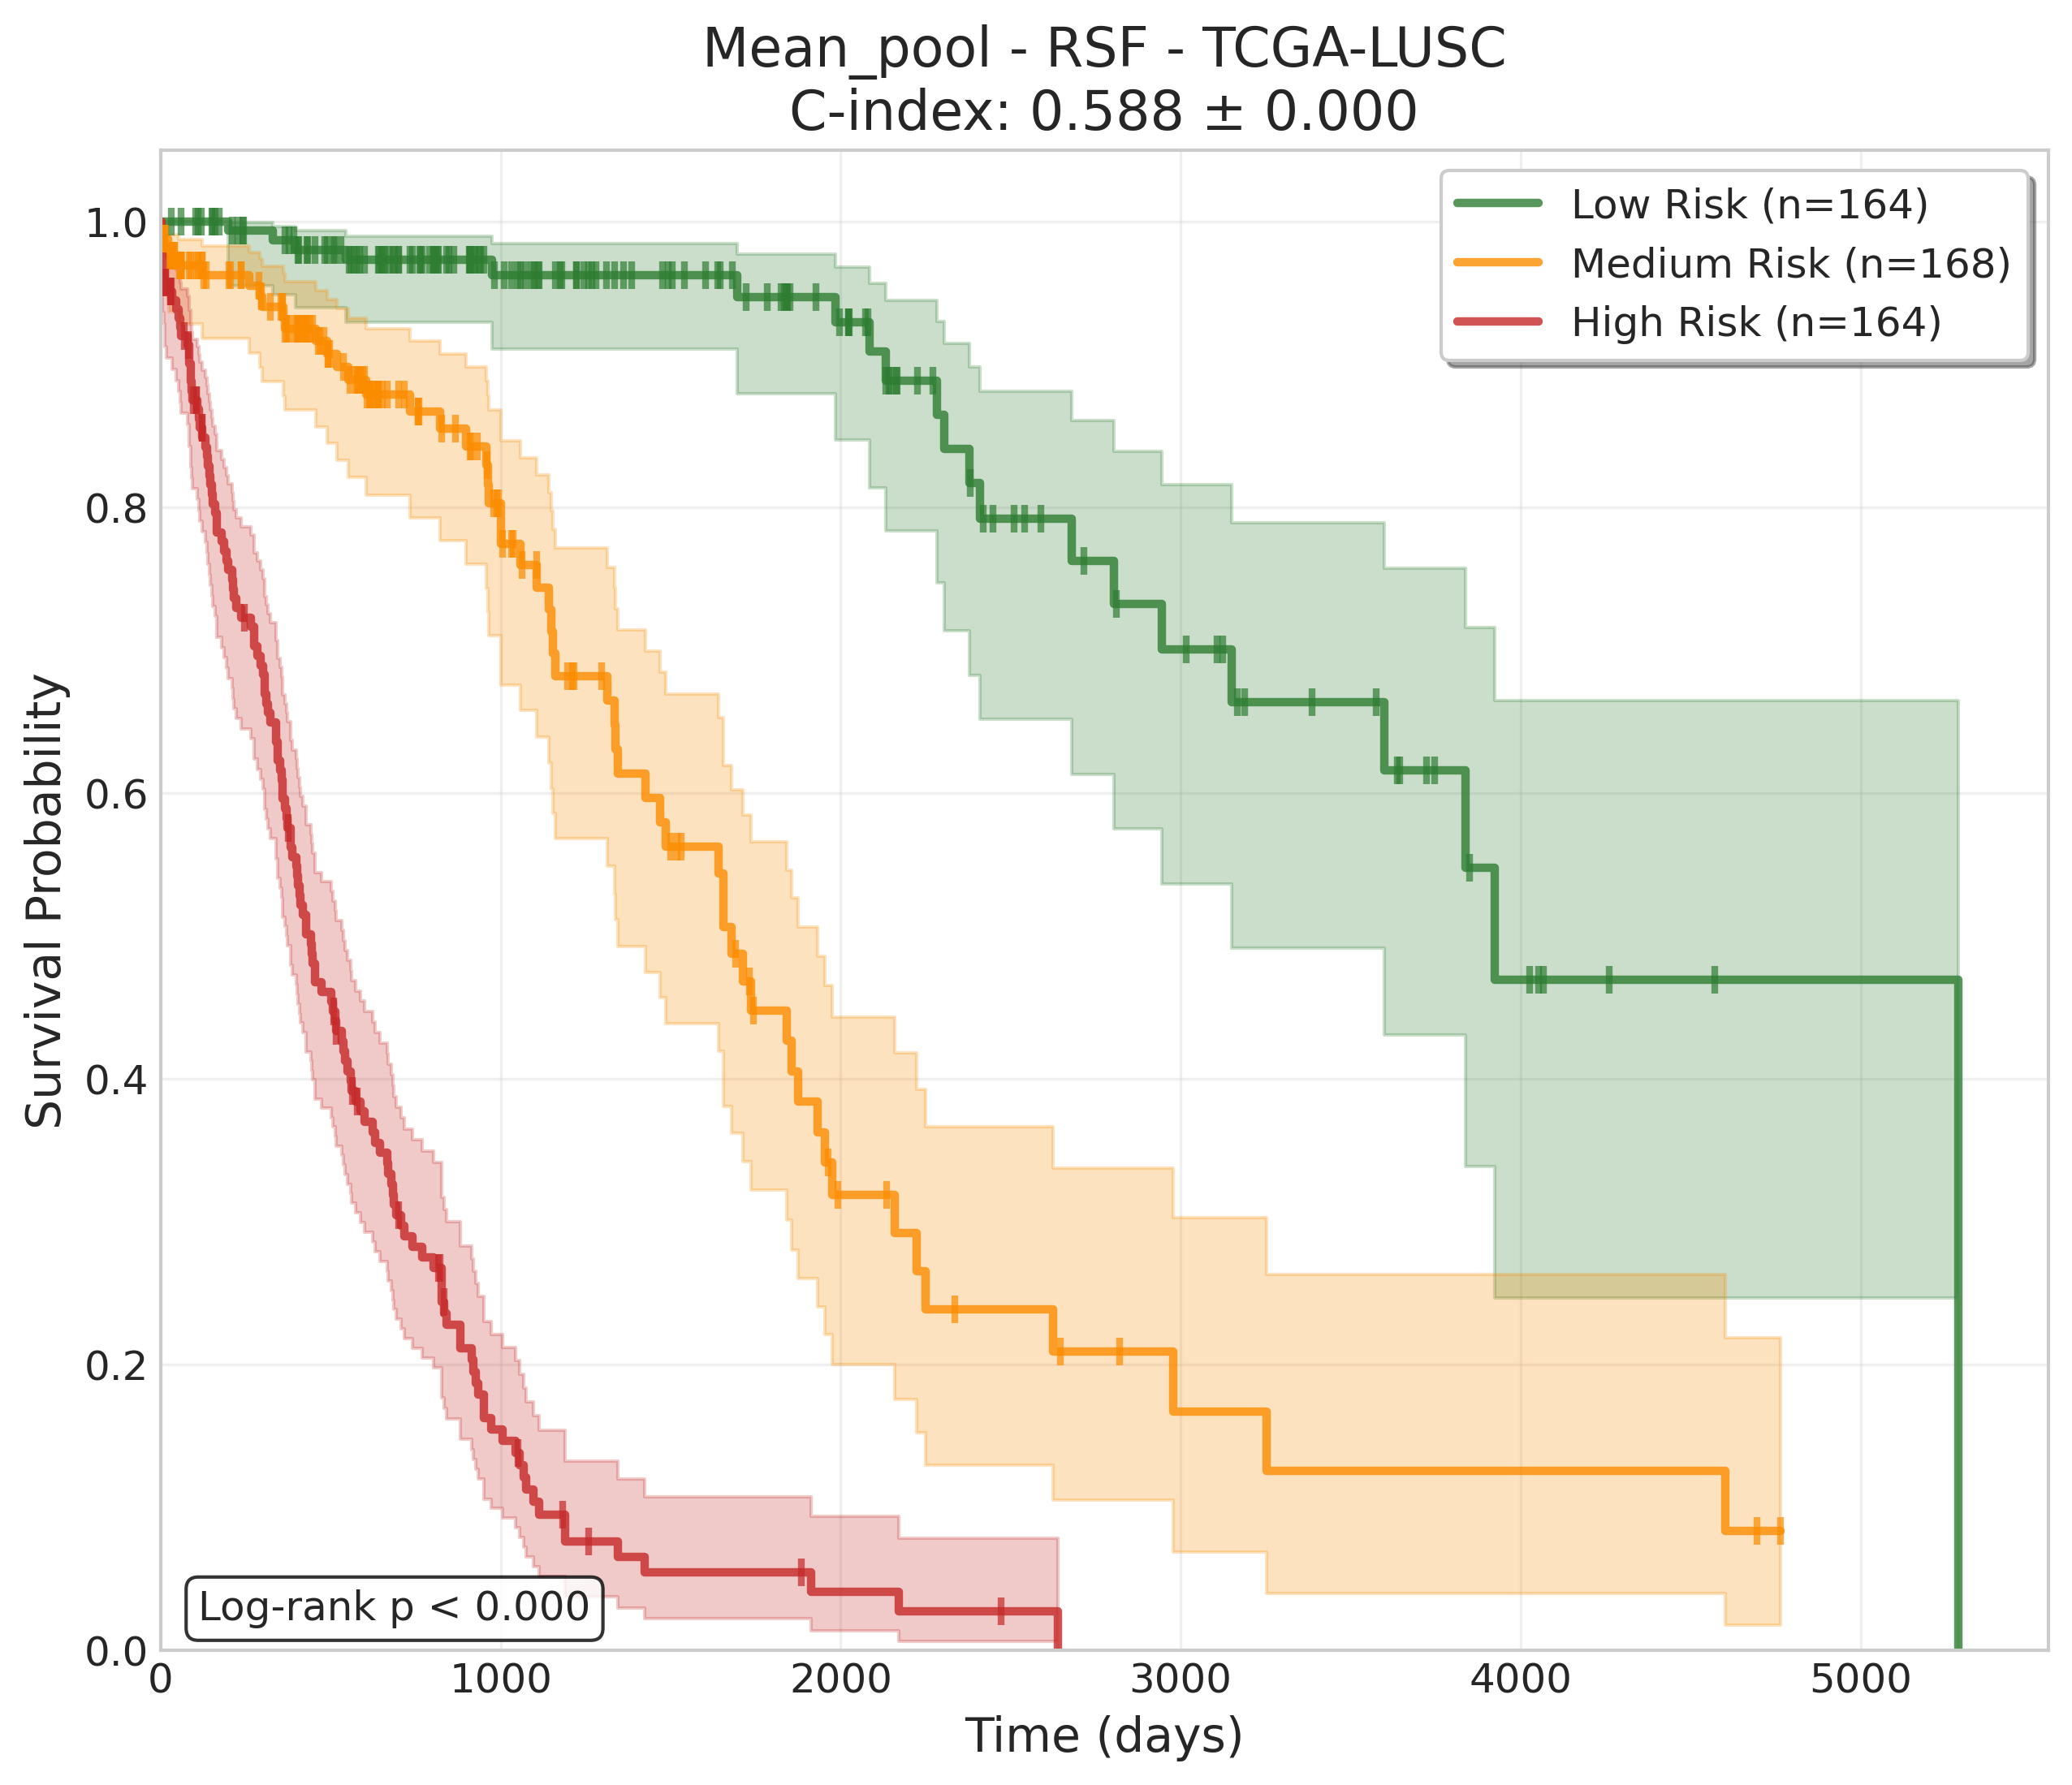 Mean_pool - RSF - TCGA-LUSC
C-index: 0.588 ± 0.000
Low Risk (n=164)
Medium Risk (n=168)
High Risk (n=164)
Survival Probability
1.0
0.8
0.6
0.4
0.2
0.0
Log-rank p < 0.000
0 1000 2000 3000 4000 5000
Time (days)